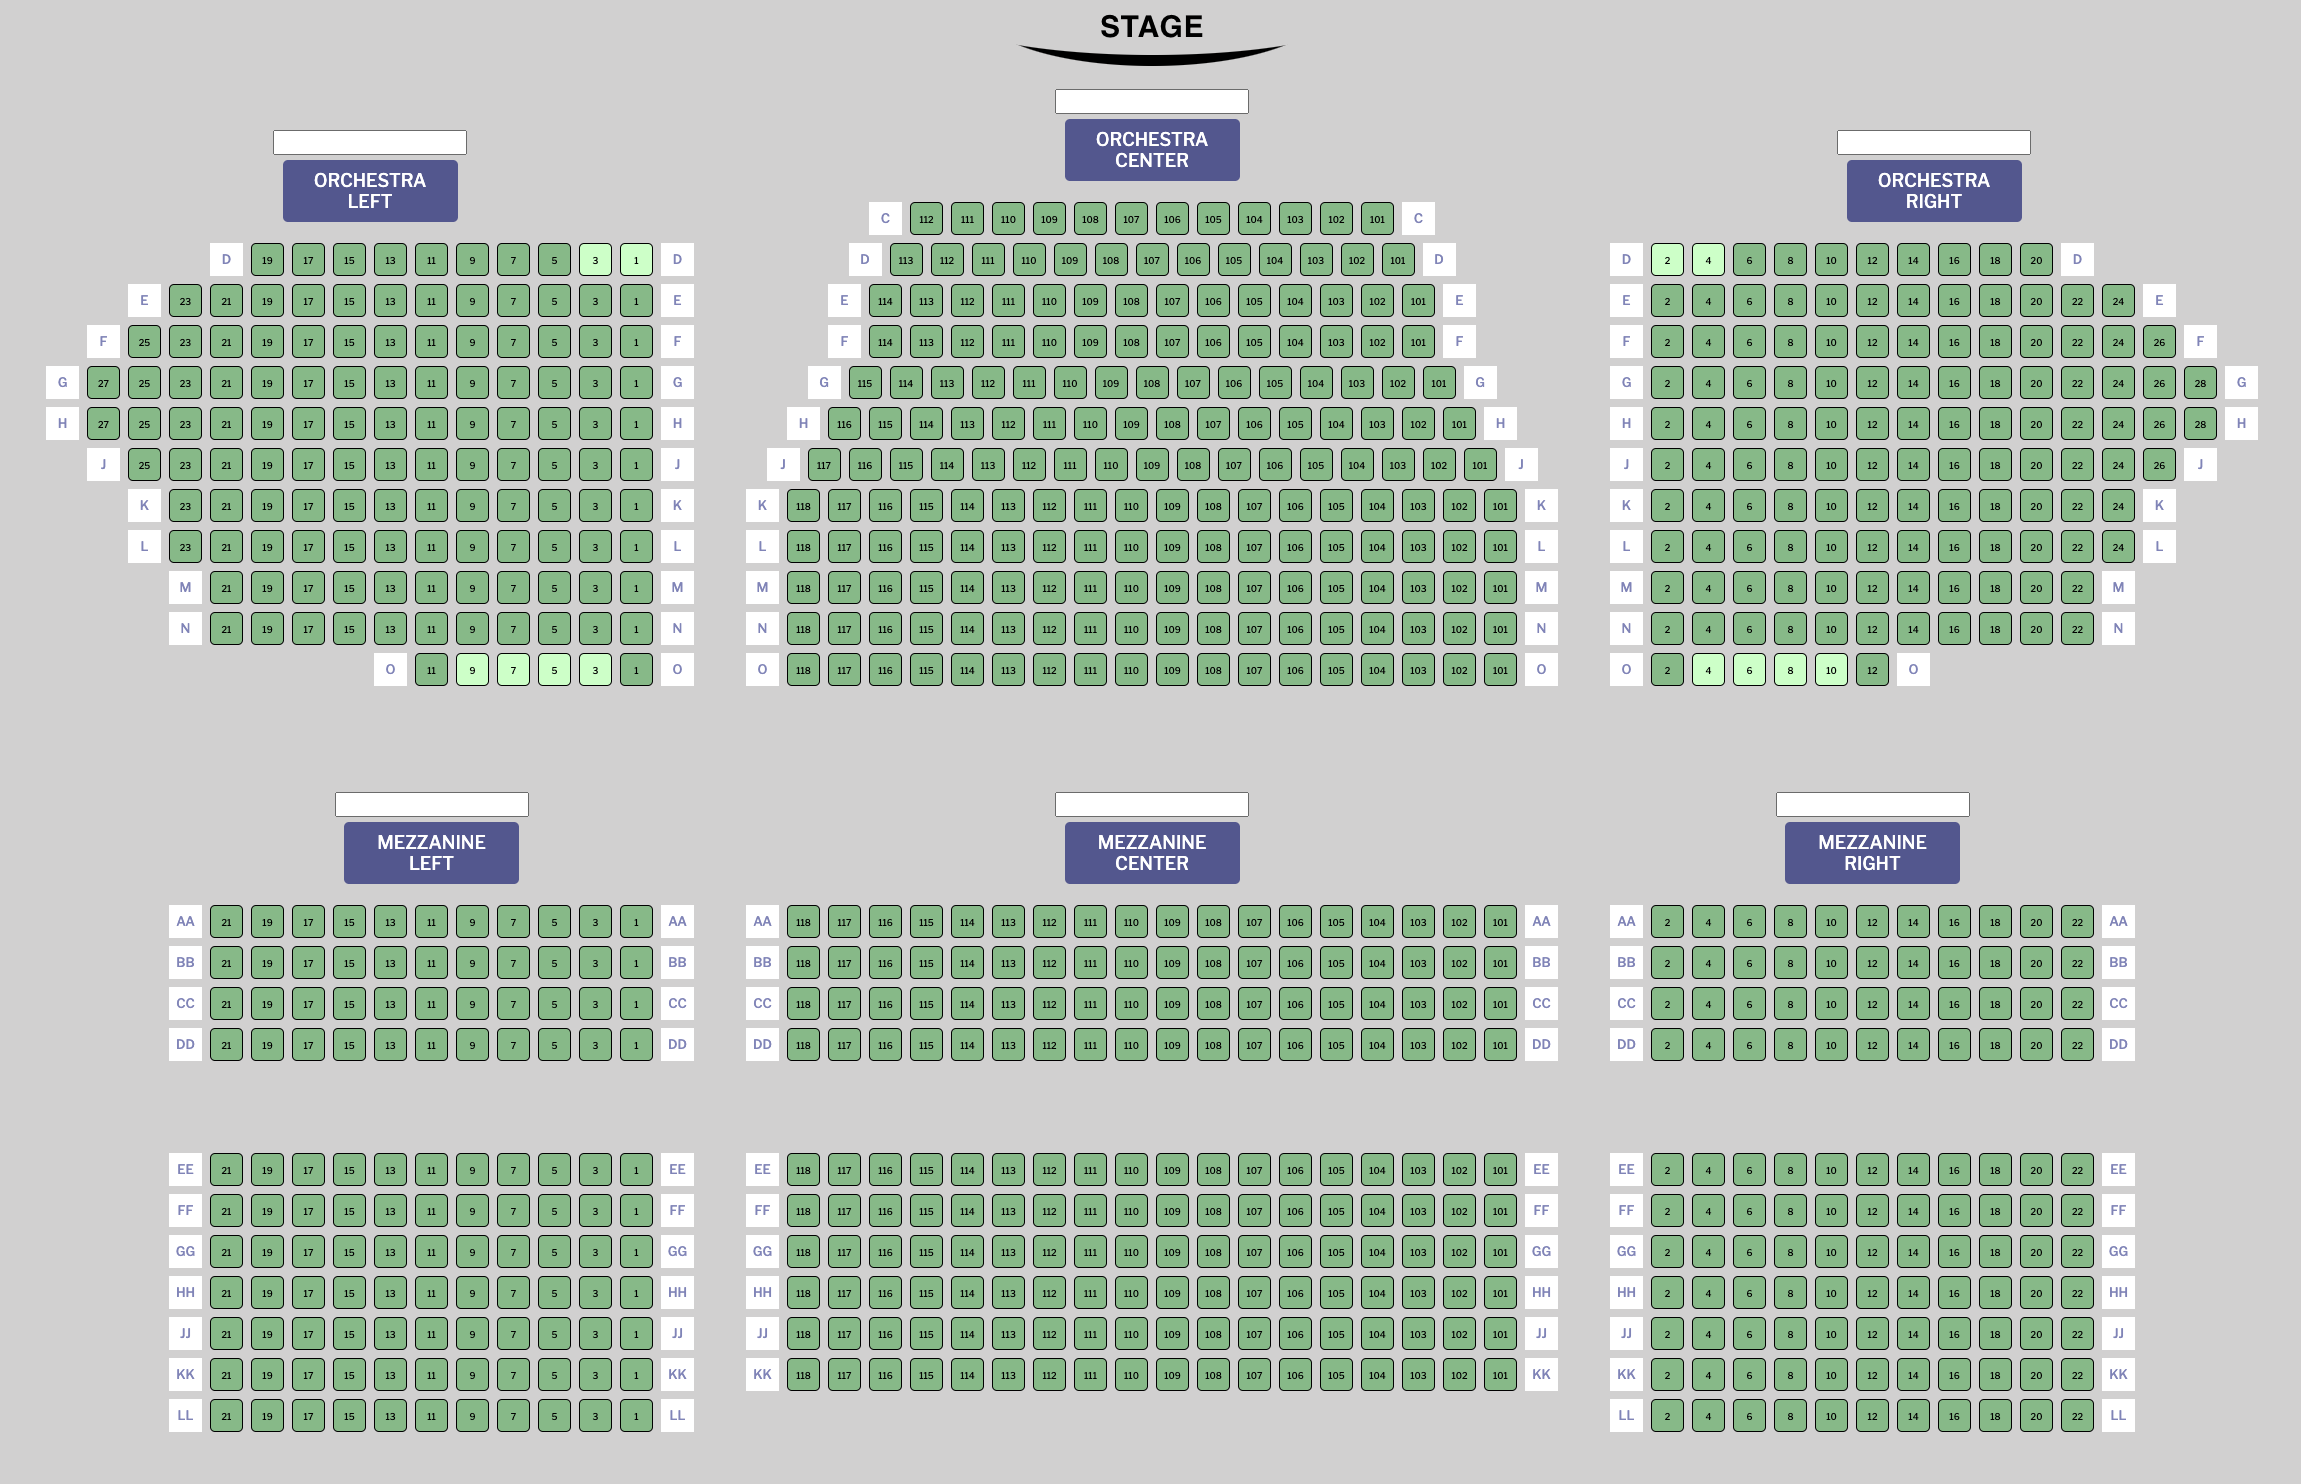 STAGE
ORCHESTRA
CENTER
ORCHESTRA
LEFT
ORCHESTRA
RIGHT
C 112 111 110 109 108 107 106 105 104 103 102 101 C
D 19 17 15 13 11 9 7 5 3 1 D D 113 112 111 110 109 108 107 106 105 104 103 102 101 D D 2 4 6 8 10 12 14 16 18 20 D
E 23 21 19 17 15 13 11 9 7 5 3 1 E E 114 113 112 111 110 109 108 107 106 105 104 103 102 101 E E 2 4 6 8 10 12 14 16 18 20 22 24 E
F 25 23 21 19 17 15 13 11 9 7 5 3 1 F F 114 113 112 111 110 109 108 107 106 105 104 103 102 101 F F 2 4 6 8 10 12 14 16 18 20 22 24 26 F
G 27 25 23 21 19 17 15 13 11 9 7 5 3 1 G G 115 114 113 112 111 110 109 108 107 106 105 104 103 102 101 G G 2 4 6 8 10 12 14 16 18 20 22 24 26 28 G
H 27 25 23 21 19 17 15 13 11 9 7 5 3 1 H H 116 115 114 113 112 111 110 109 108 107 106 105 104 103 102 101 H H 2 4 6 8 10 12 14 16 18 20 22 24 26 28 H
J 25 23 21 19 17 15 13 11 9 7 5 3 1 J J 117 116 115 114 113 112 111 110 109 108 107 106 105 104 103 102 101 J J 2 4 6 8 10 12 14 16 18 20 22 24 26 J
K 23 21 19 17 15 13 11 9 7 5 3 1 K K 118 117 116 115 114 113 112 111 110 109 108 107 106 105 104 103 102 101 K K 2 4 6 8 10 12 14 16 18 20 22 24 K
L 23 21 19 17 15 13 11 9 7 5 3 1 L L 118 117 116 115 114 113 112 111 110 109 108 107 106 105 104 103 102 101 L L 2 4 6 8 10 12 14 16 18 20 22 24 L
M 21 19 17 15 13 11 9 7 5 3 1 M M 118 117 116 115 114 113 112 111 110 109 108 107 106 105 104 103 102 101 M M 2 4 6 8 10 12 14 16 18 20 22 M
N 21 19 17 15 13 11 9 7 5 3 1 N N 118 117 116 115 114 113 112 111 110 109 108 107 106 105 104 103 102 101 N N 2 4 6 8 10 12 14 16 18 20 22 N
O 11 9 7 5 3 1 O O 118 117 116 115 114 113 112 111 110 109 108 107 106 105 104 103 102 101 O O 2 4 6 8 10 12 O
MEZZANINE
LEFT
MEZZANINE
CENTER
MEZZANINE
RIGHT
AA 21 19 17 15 13 11 9 7 5 3 1 AA AA 118 117 116 115 114 113 112 111 110 109 108 107 106 105 104 103 102 101 AA AA 2 4 6 8 10 12 14 16 18 20 22 AA
BB 21 19 17 15 13 11 9 7 5 3 1 BB BB 118 117 116 115 114 113 112 111 110 109 108 107 106 105 104 103 102 101 BB BB 2 4 6 8 10 12 14 16 18 20 22 BB
CC 21 19 17 15 13 11 9 7 5 3 1 CC CC 118 117 116 115 114 113 112 111 110 109 108 107 106 105 104 103 102 101 CC CC 2 4 6 8 10 12 14 16 18 20 22 CC
DD 21 19 17 15 13 11 9 7 5 3 1 DD DD 118 117 116 115 114 113 112 111 110 109 108 107 106 105 104 103 102 101 DD DD 2 4 6 8 10 12 14 16 18 20 22 DD
EE 21 19 17 15 13 11 9 7 5 3 1 EE EE 118 117 116 115 114 113 112 111 110 109 108 107 106 105 104 103 102 101 EE EE 2 4 6 8 10 12 14 16 18 20 22 EE
FF 21 19 17 15 13 11 9 7 5 3 1 FF FF 118 117 116 115 114 113 112 111 110 109 108 107 106 105 104 103 102 101 FF FF 2 4 6 8 10 12 14 16 18 20 22 FF
GG 21 19 17 15 13 11 9 7 5 3 1 GG GG 118 117 116 115 114 113 112 111 110 109 108 107 106 105 104 103 102 101 GG GG 2 4 6 8 10 12 14 16 18 20 22 GG
HH 21 19 17 15 13 11 9 7 5 3 1 HH HH 118 117 116 115 114 113 112 111 110 109 108 107 106 105 104 103 102 101 HH HH 2 4 6 8 10 12 14 16 18 20 22 HH
JJ 21 19 17 15 13 11 9 7 5 3 1 JJ JJ 118 117 116 115 114 113 112 111 110 109 108 107 106 105 104 103 102 101 JJ JJ 2 4 6 8 10 12 14 16 18 20 22 JJ
KK 21 19 17 15 13 11 9 7 5 3 1 KK KK 118 117 116 115 114 113 112 111 110 109 108 107 106 105 104 103 102 101 KK KK 2 4 6 8 10 12 14 16 18 20 22 KK
LL 21 19 17 15 13 11 9 7 5 3 1 LL LL 2 4 6 8 10 12 14 16 18 20 22 LL